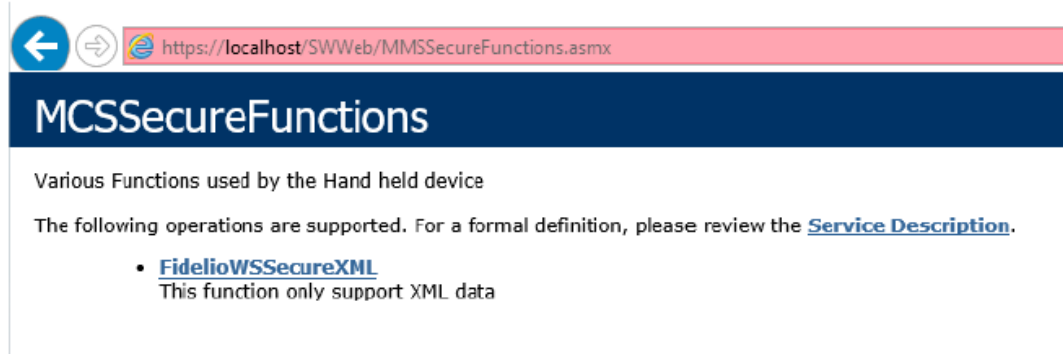 https://localhost/SWWeb/MMSSecureFunctions.asmx
MCSSecureFunctions
Various Functions used by the Hand held device
The following operations are supported. For a formal definition, please review the Service Description.
• FidelioWSSecureXML
This function only support XML data